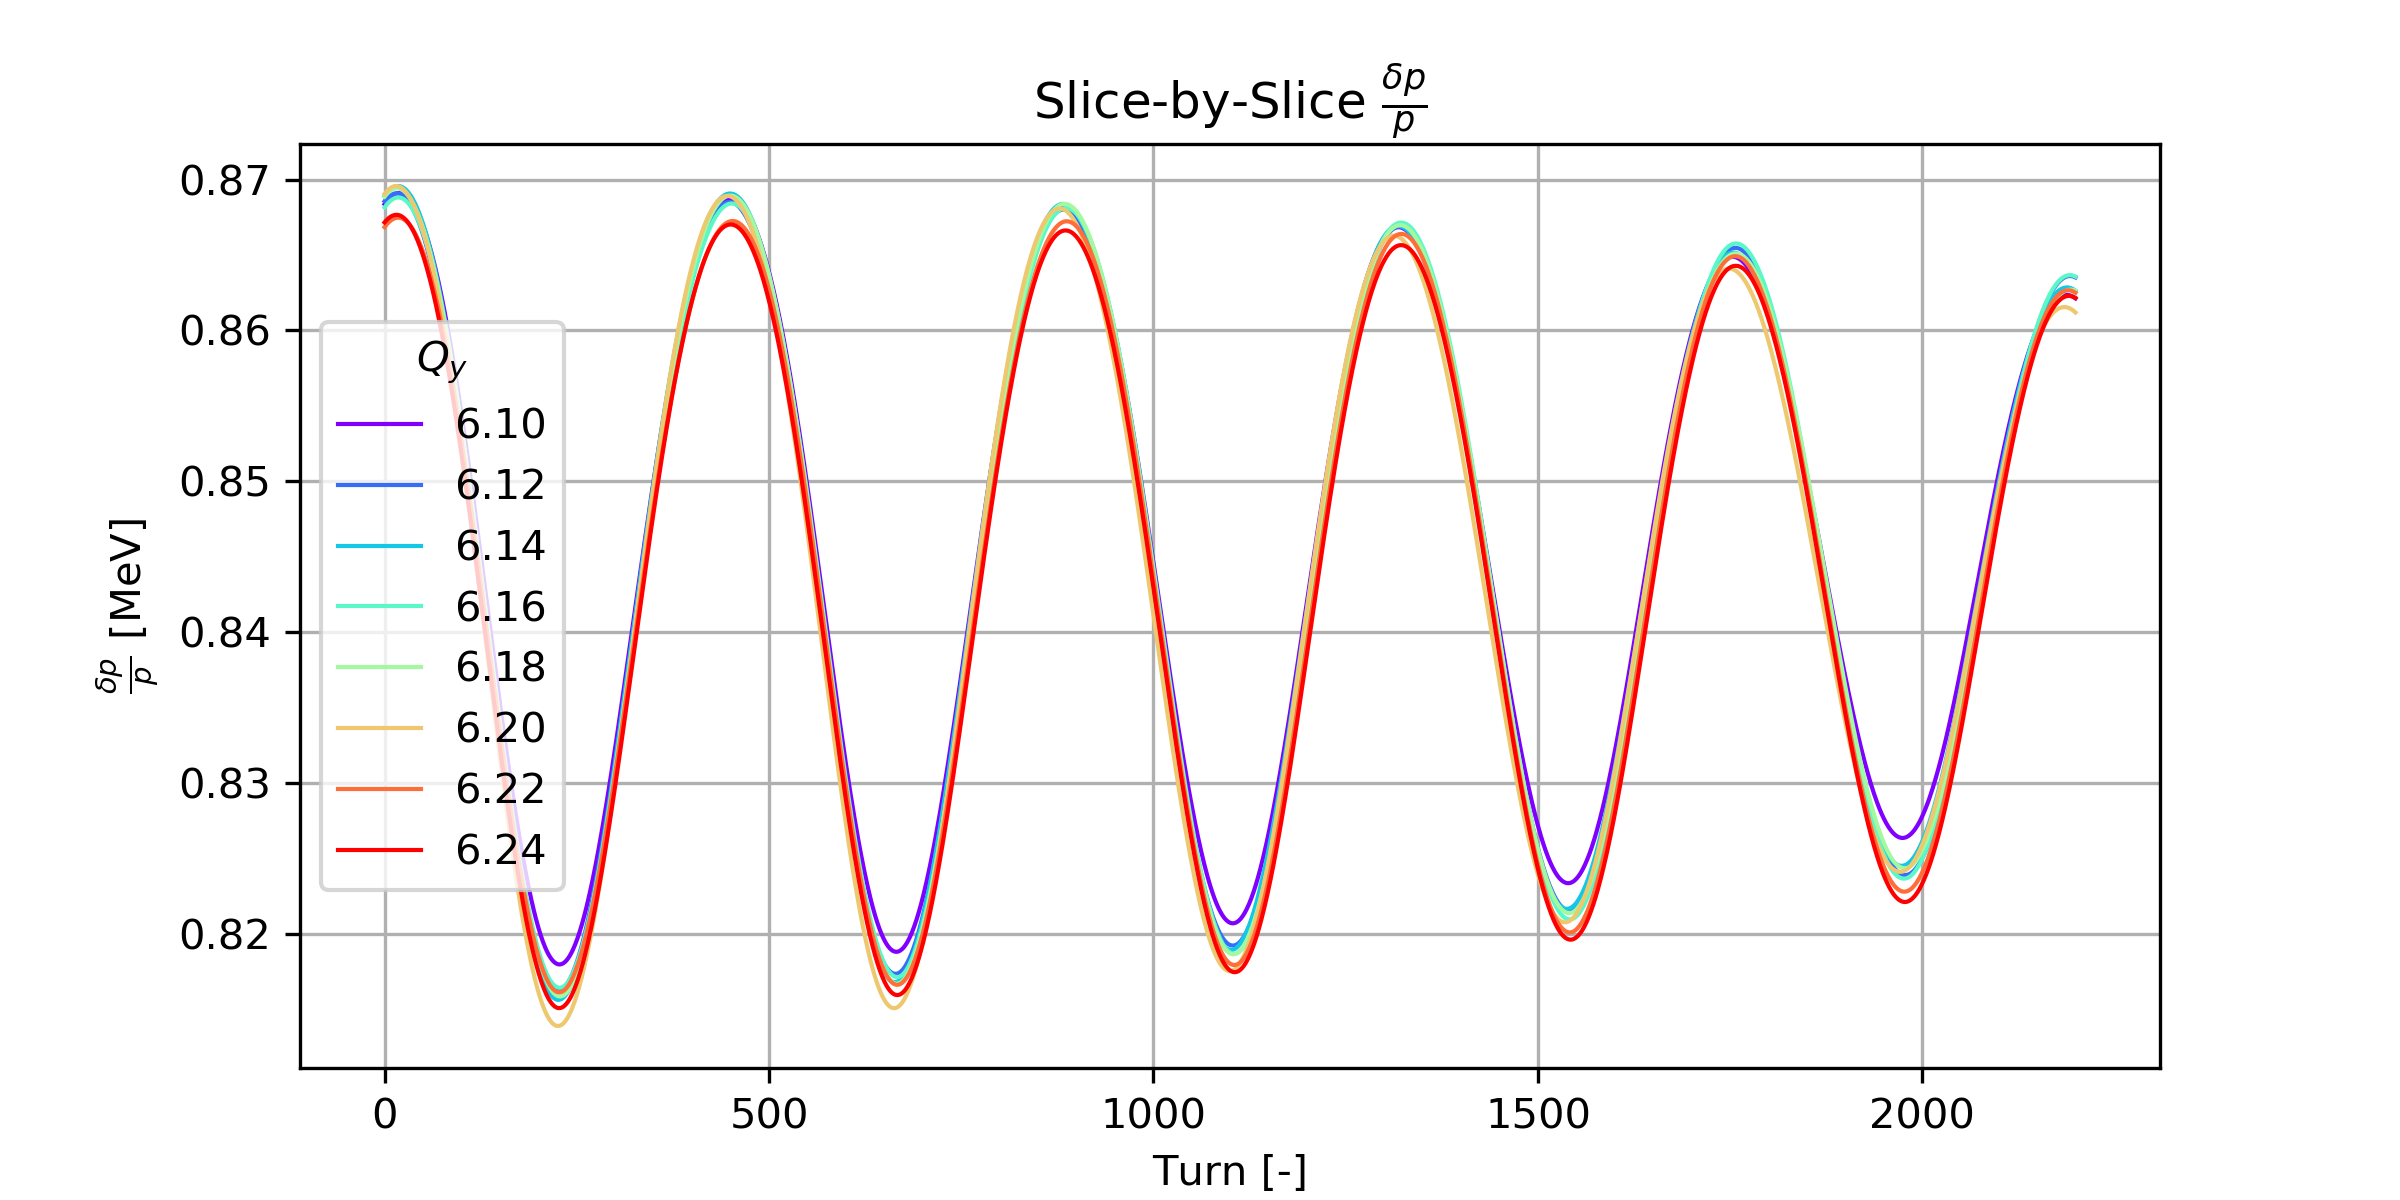 Slice-by-Slice δp/p
δp/p [MeV]
0.87
0.86
0.85
0.84
0.83
0.82
Q_y
6.10
6.12
6.14
6.16
6.18
6.20
6.22
6.24
0 500 1000 1500 2000
Turn [-]